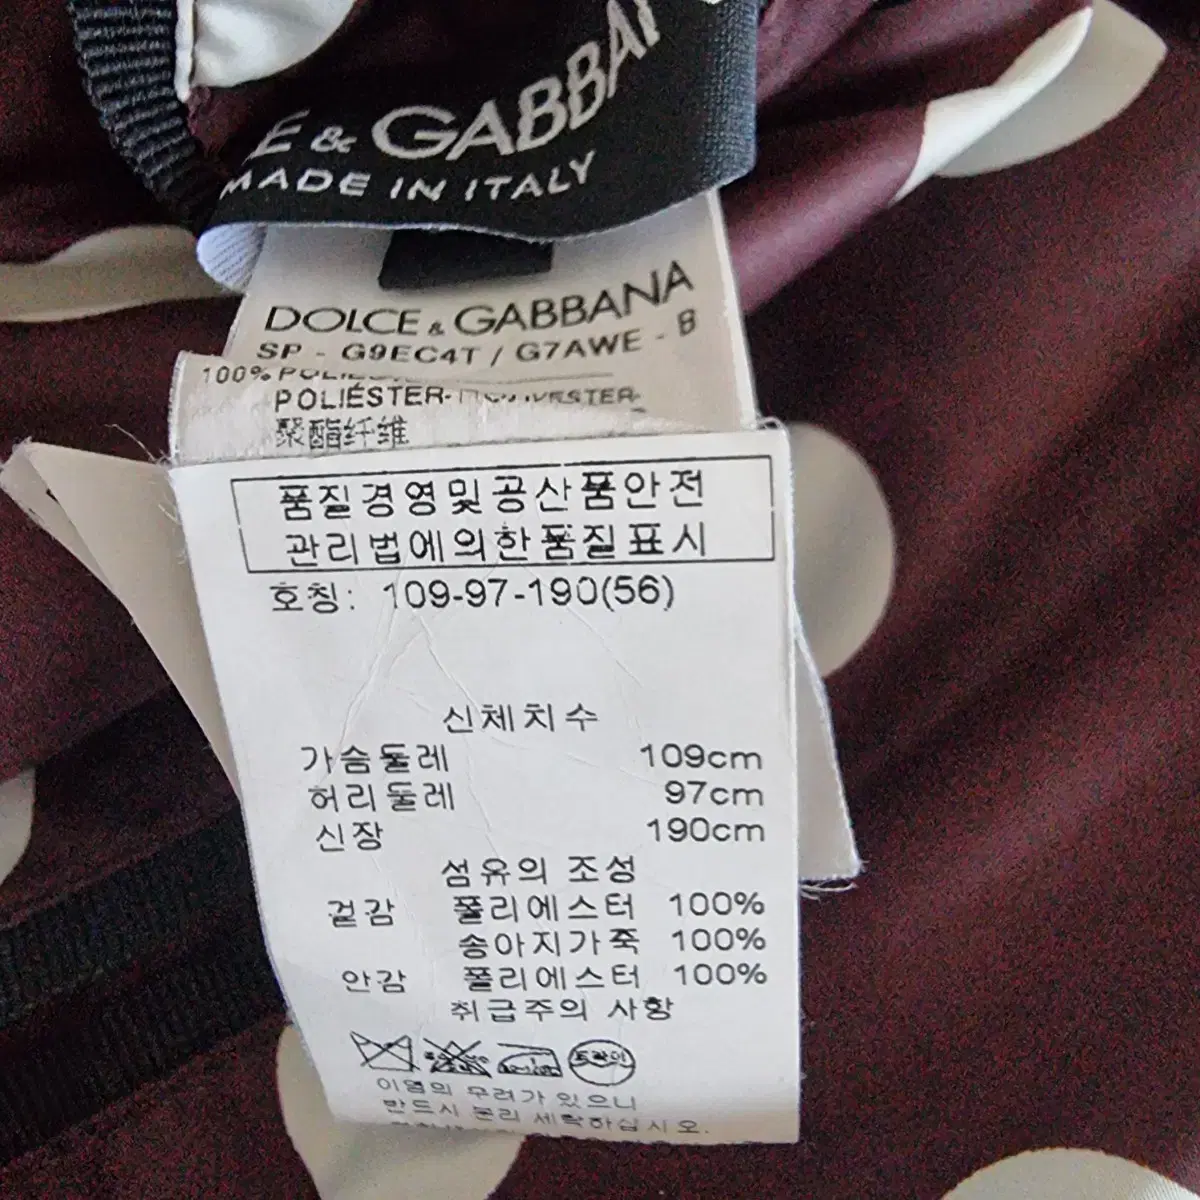 E & GABBAN
MADE IN ITALY
DOLCE & GABBANA
SP - G9EC4T / G7AWE - B
100%
POLIÉSTER-
聚酯纤维
품질경영및공산품안전
관리법에의한품질표시
호칭: 109-97-190(56)
신체치수
가슴둘레 109cm
허리둘레 97cm
신장 190cm
섬유의 조성
겉감 폴리에스터 100%
송아지가죽 100%
안감 폴리에스터 100%
취급주의 사항
드라이
이염의 우려가 있으니
반드시 분리 세탁하십시오.